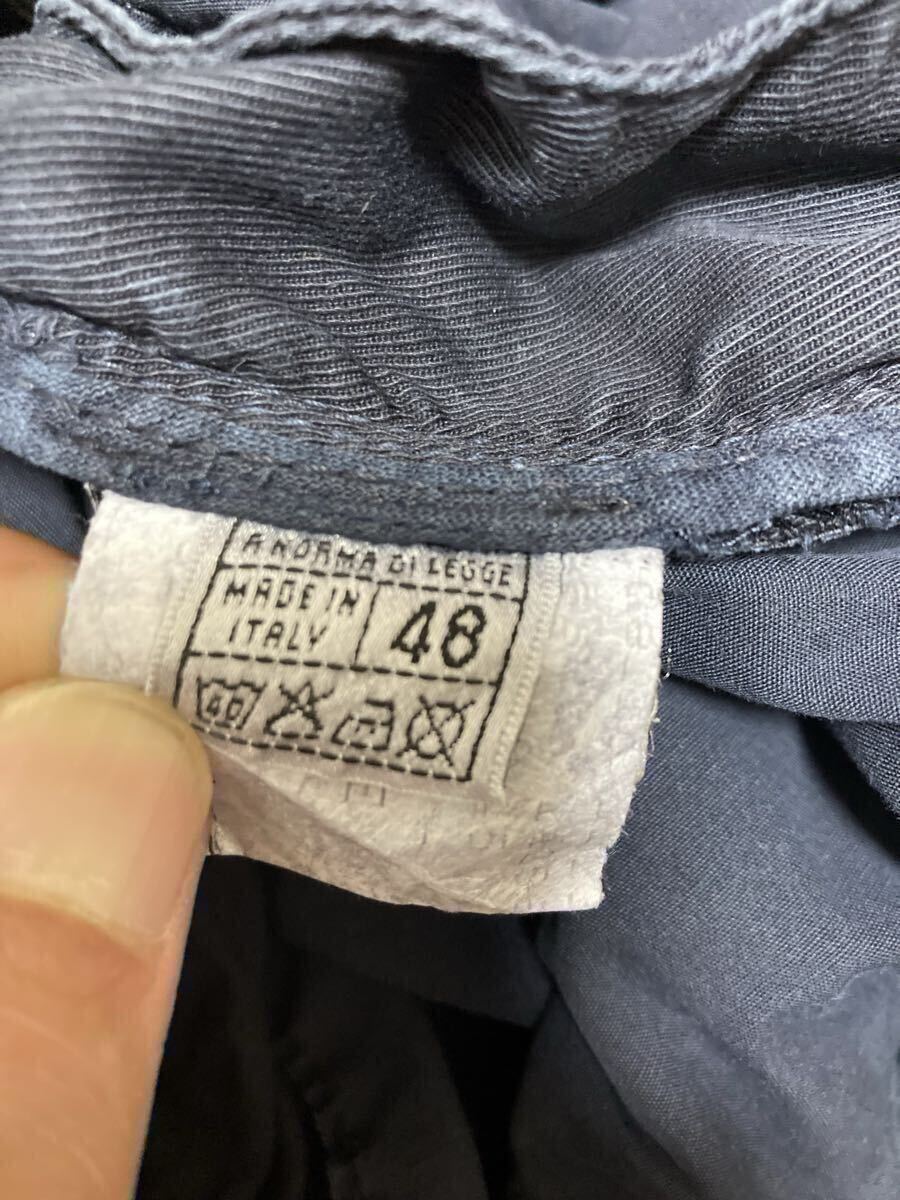 A NORMA DI LEGGE
MADE IN
ITALY
48
40